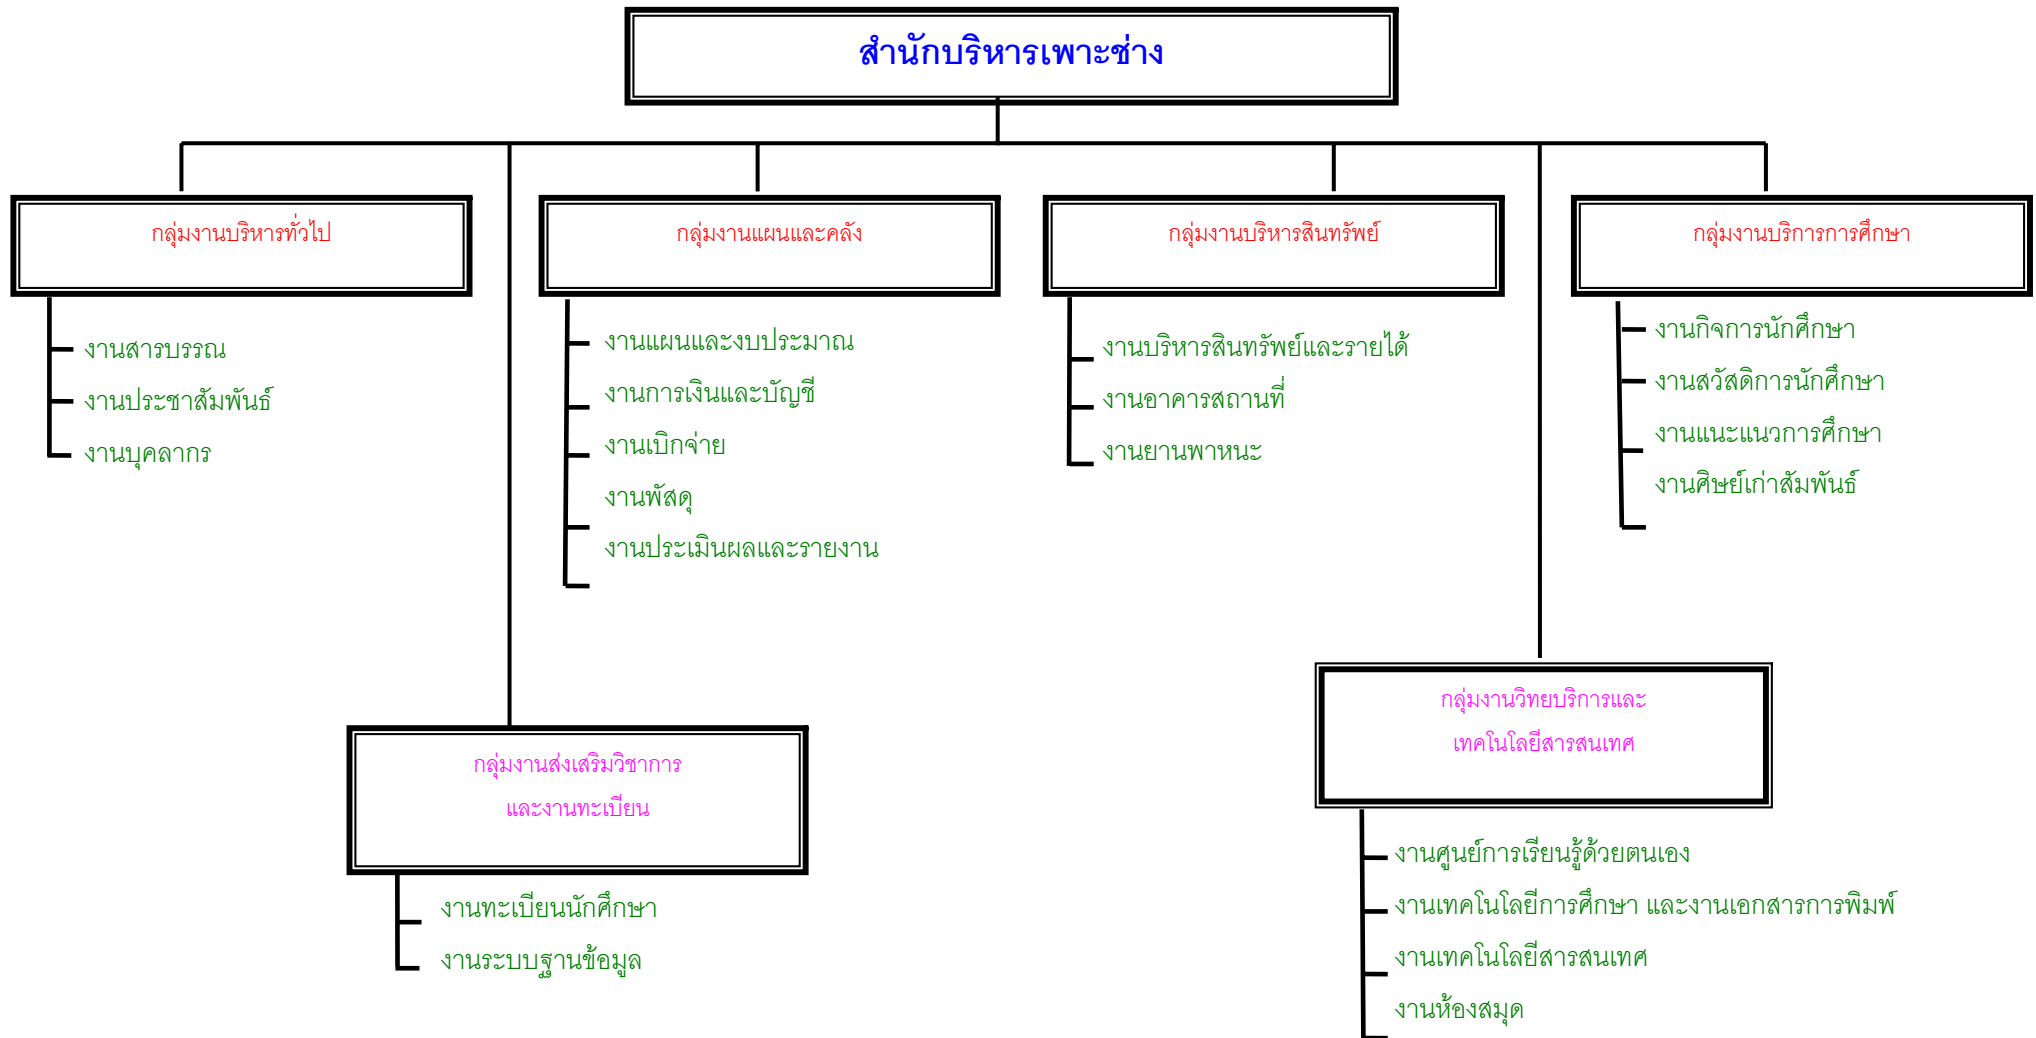 สำนักบริหารเพาะช่าง
กลุ่มงานบริหารทั่วไป
งานสารบรรณ
งานประชาสัมพันธ์
งานบุคลากร
กลุ่มงานแผนและคลัง
งานแผนและงบประมาณ
งานการเงินและบัญชี
งานเบิกจ่าย
งานพัสดุ
งานประเมินผลและรายงาน
กลุ่มงานบริหารสินทรัพย์
งานบริหารสินทรัพย์และรายได้
งานอาคารสถานที่
งานยานพาหนะ
กลุ่มงานบริการการศึกษา
งานกิจการนักศึกษา
งานสวัสดิการนักศึกษา
งานแนะแนวการศึกษา
งานศิษย์เก่าสัมพันธ์
กลุ่มงานส่งเสริมวิชาการ
และงานทะเบียน
งานทะเบียนนักศึกษา
งานระบบฐานข้อมูล
กลุ่มงานวิทยบริการและ
เทคโนโลยีสารสนเทศ
งานศูนย์การเรียนรู้ด้วยตนเอง
งานเทคโนโลยีการศึกษา และงานเอกสารการพิมพ์
งานเทคโนโลยีสารสนเทศ
งานห้องสมุด